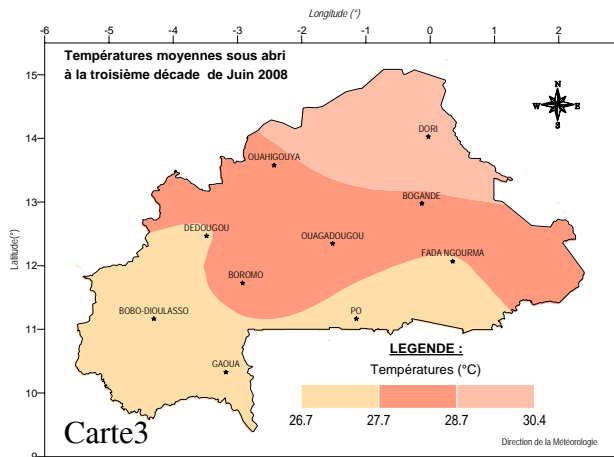 Longitude (°)
-6 -5 -4 -3 -2 -1 0 1 2
Températures moyennes sous abri
à la troisième décade de Juin 2008
N
W E
S
15
14
13
12
11
10
9
Latitude(°)
DORI
OUAHIGOUYA
BOGANDE
DEDOUGOU
OUAGADOUGOU
FADA NGOURMA
BOROMO
BOBO-DIOULASSO
PO
GAOUA
LEGENDE :
Températures (°C)
26.7 27.7 28.7 30.4
Carte3
Direction de la Météorologie